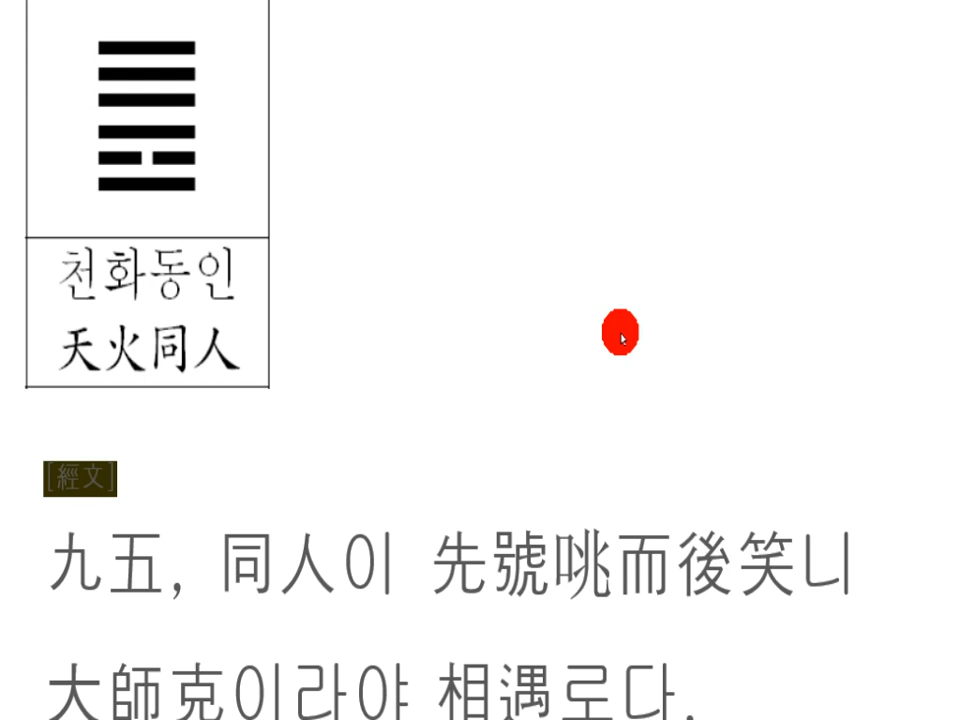 천화동인
天火同人
[經文]
九五, 同人이 先號咷而後笑니
大師克이라야 相遇로다.